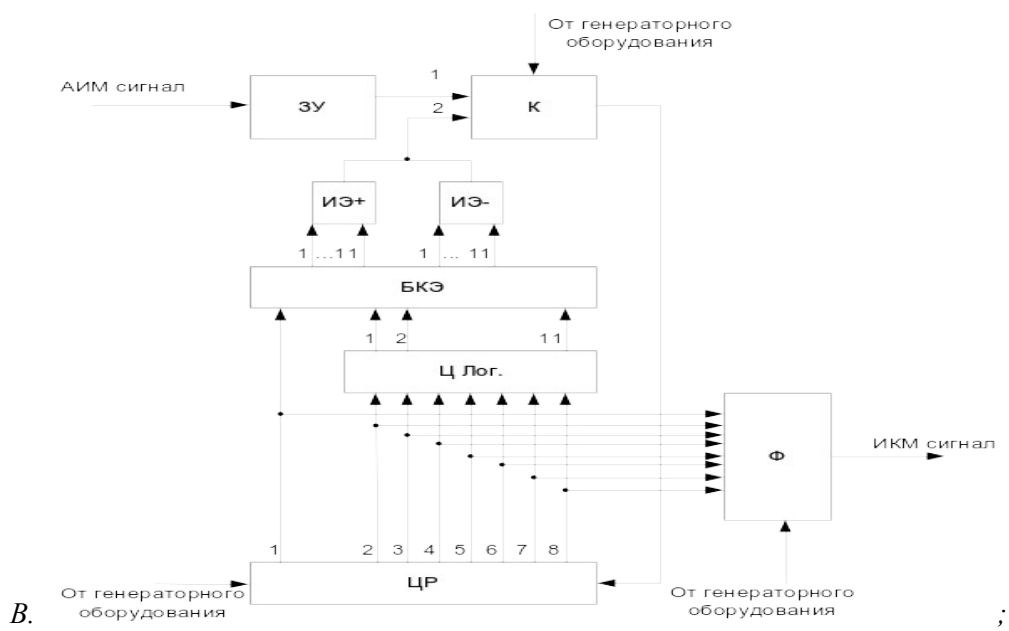 От генераторного
оборудования
АИМ сигнал
1
ЗУ
К
2
ИЭ+
ИЭ-
1 ...11
1 ... 11
БКЭ
1 2 11
Ц Лог.
ИКМ сигнал
Ф
1 2 3 4 5 6 7 8
ЦР
От генераторного
оборудования
От генераторного
оборудования
В. ;